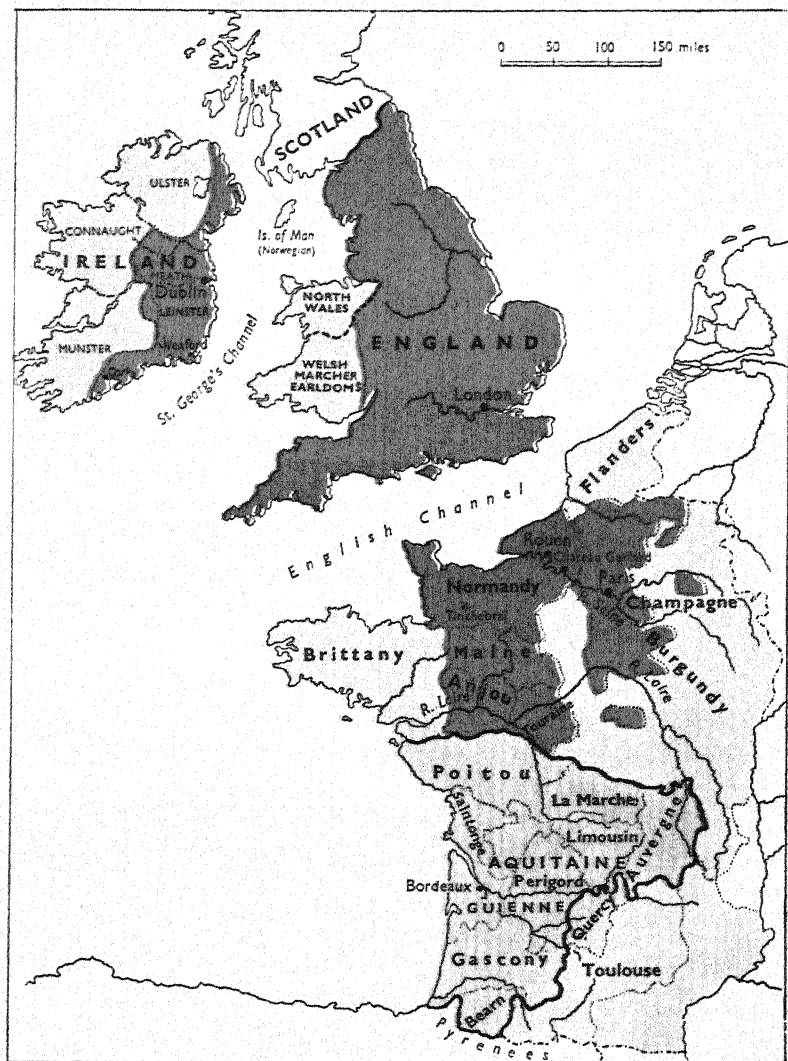 0 50 100 150 miles
SCOTLAND
ULSTER
CONNAUGHT
IRELAND
MEATH
Dublin
LEINSTER
MUNSTER
Wexford
Cork
St. George's Channel
Is. of Man
(Norwegian)
NORTH
WALES
WELSH
MARCHER
EARLDOMS
ENGLAND
London
English Channel
Flanders
Rouen
Château Gaillard
Normandy
Paris
Seine
Champagne
Tinchebrai
Brittany
Maine
Burgundy
Anjou
R. Loire
R. Loire
Touraine
Poitou
La Marche
Saintonge
Limousin
Auvergne
AQUITAINE
Perigord
Bordeaux
GUIENNE
Quercy
Gascony
Toulouse
Bearn
Pyrenees